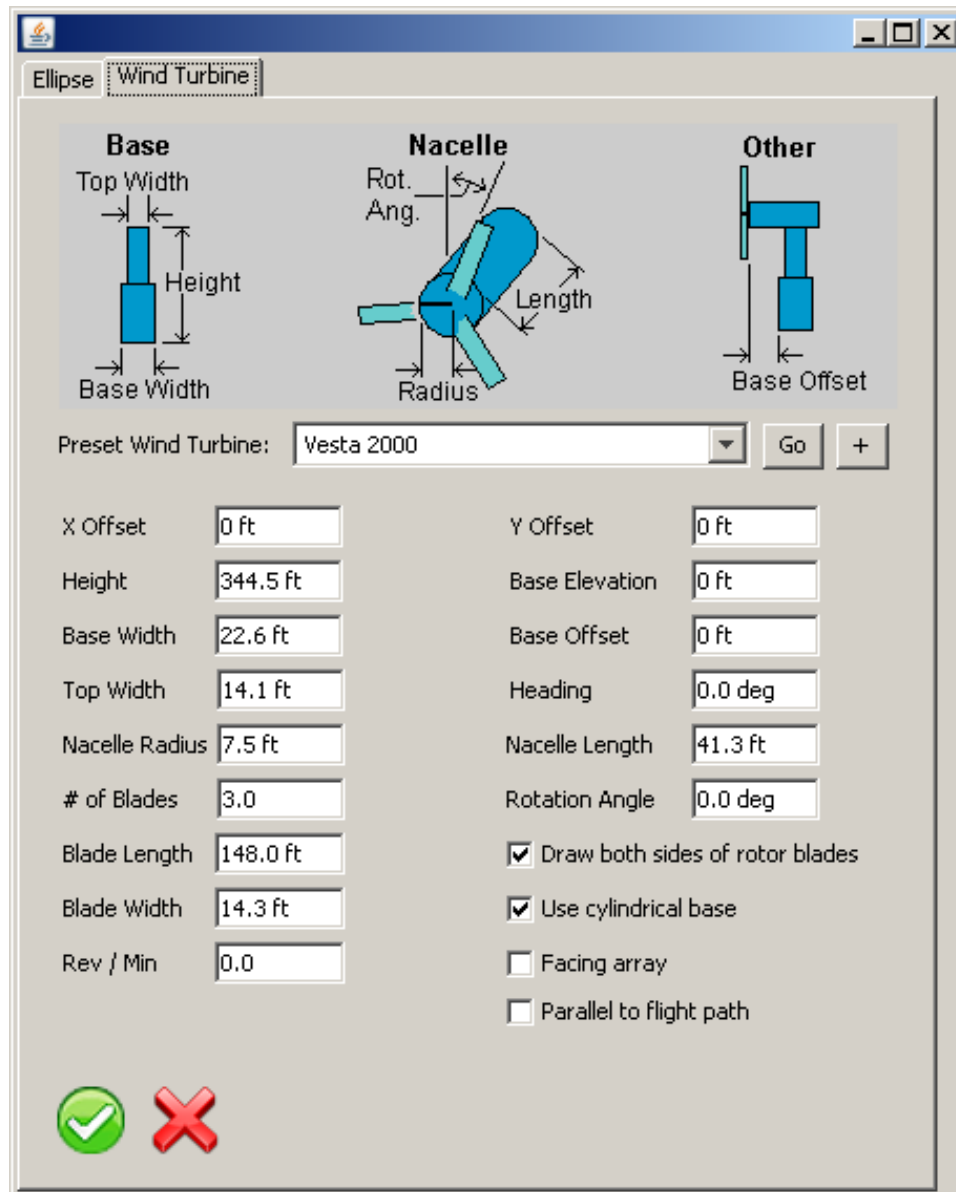 Ellipse Wind Turbine
Base Nacelle Other
Top Width
Rot.
Ang.
Height
Length
Base Width
Radius
Base Offset
Preset Wind Turbine: Vesta 2000 Go +
X Offset 0 ft Y Offset 0 ft
Height 344.5 ft Base Elevation 0 ft
Base Width 22.6 ft Base Offset 0 ft
Top Width 14.1 ft Heading 0.0 deg
Nacelle Radius 7.5 ft Nacelle Length 41.3 ft
# of Blades 3.0 Rotation Angle 0.0 deg
Blade Length 148.0 ft Draw both sides of rotor blades
Blade Width 14.3 ft Use cylindrical base
Rev / Min 0.0 Facing array
Parallel to flight path